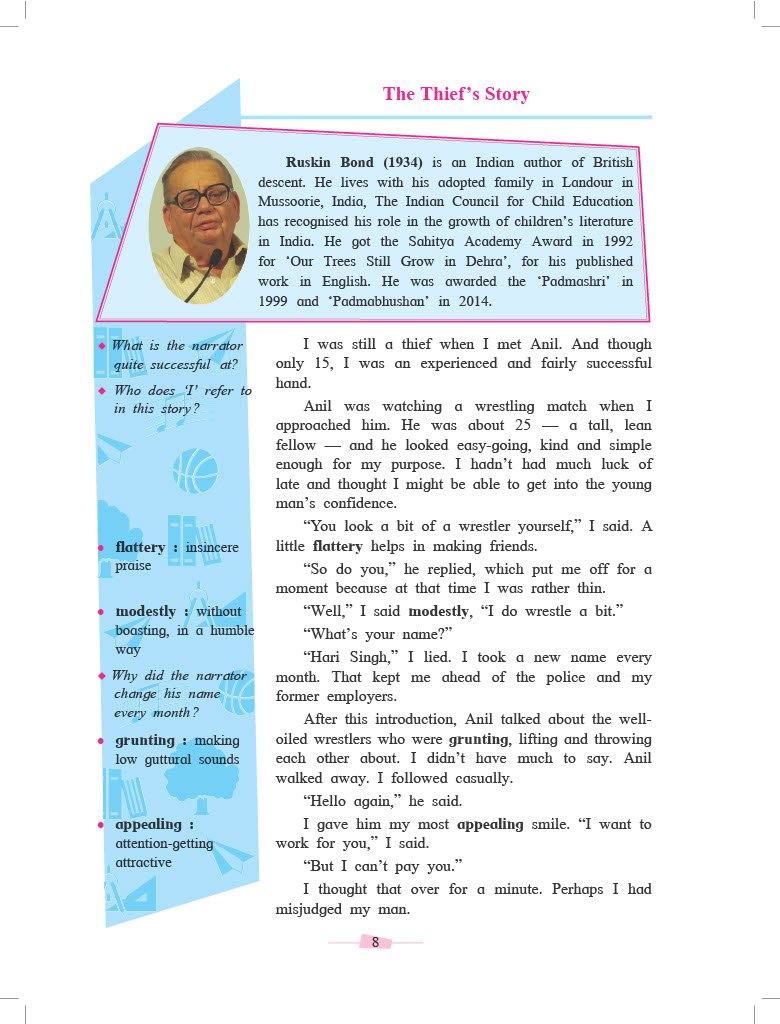 The Thief's Story
Ruskin Bond (1934) is an Indian author of British
descent. He lives with his adopted family in Landour in
Mussoorie, India, The Indian Council for Child Education
has recognised his role in the growth of children's literature
in India. He got the Sahitya Academy Award in 1992
for 'Our Trees Still Grow in Dehra', for his published
work in English. He was awarded the 'Padmashri' in
1999 and 'Padmabhushan' in 2014.
◆ What is the narrator
quite successful at?
◆ Who does 'I' refer to
in this story?
• flattery : insincere
praise
• modestly : without
boasting, in a humble
way
◆ Why did the narrator
change his name
every month?
• grunting : making
low guttural sounds
• appealing :
attention-getting
attractive
I was still a thief when I met Anil. And though
only 15, I was an experienced and fairly successful
hand.
Anil was watching a wrestling match when I
approached him. He was about 25 — a tall, lean
fellow — and he looked easy-going, kind and simple
enough for my purpose. I hadn't had much luck of
late and thought I might be able to get into the young
man's confidence.
"You look a bit of a wrestler yourself," I said. A
little flattery helps in making friends.
"So do you," he replied, which put me off for a
moment because at that time I was rather thin.
"Well," I said modestly, "I do wrestle a bit."
"What's your name?"
"Hari Singh," I lied. I took a new name every
month. That kept me ahead of the police and my
former employers.
After this introduction, Anil talked about the well-
oiled wrestlers who were grunting, lifting and throwing
each other about. I didn't have much to say. Anil
walked away. I followed casually.
"Hello again," he said.
I gave him my most appealing smile. "I want to
work for you," I said.
"But I can't pay you."
I thought that over for a minute. Perhaps I had
misjudged my man.
8